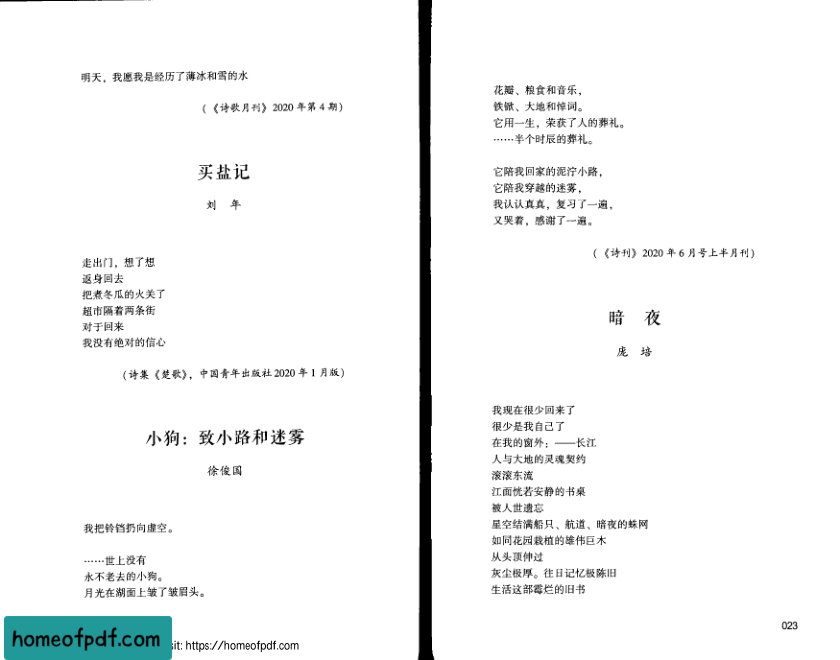 明天，我愿我是经历了薄冰和雪的水
（《诗歌月刊》2020年第4期）
买盐记
刘 年
走出门，想了想
返身回去
把煮冬瓜的火关了
超市隔着两条街
对于回来
我没有绝对的信心
（诗集《楚歌》，中国青年出版社2020年1月版）
小狗：致小路和迷雾
徐俊国
我把铃铛扔向虚空。
……世上没有
永不老去的小狗。
月光在湖面上皱了皱眉头。
花瓣、粮食和音乐，
铁锨、大地和悼词。
它用一生，荣获了人的葬礼。
……半个时辰的葬礼。
它陪我回家的泥泞小路，
它陪我穿越的迷雾，
我认认真真，复习了一遍，
又哭着，感谢了一遍。
（《诗刊》2020年6月号上半月刊）
暗 夜
庞 培
我现在很少回来了
很少是我自己了
在我的窗外：——长江
人与大地的灵魂契约
滚滚东流
江面恍若安静的书桌
被人世遗忘
星空结满船只、航道、暗夜的蛛网
如同花园栽植的雄伟巨木
从头顶伸过
灰尘极厚。往日记忆极陈旧
生活这部霉烂的旧书
023
homeofpdf.com
sit: https://homeofpdf.com